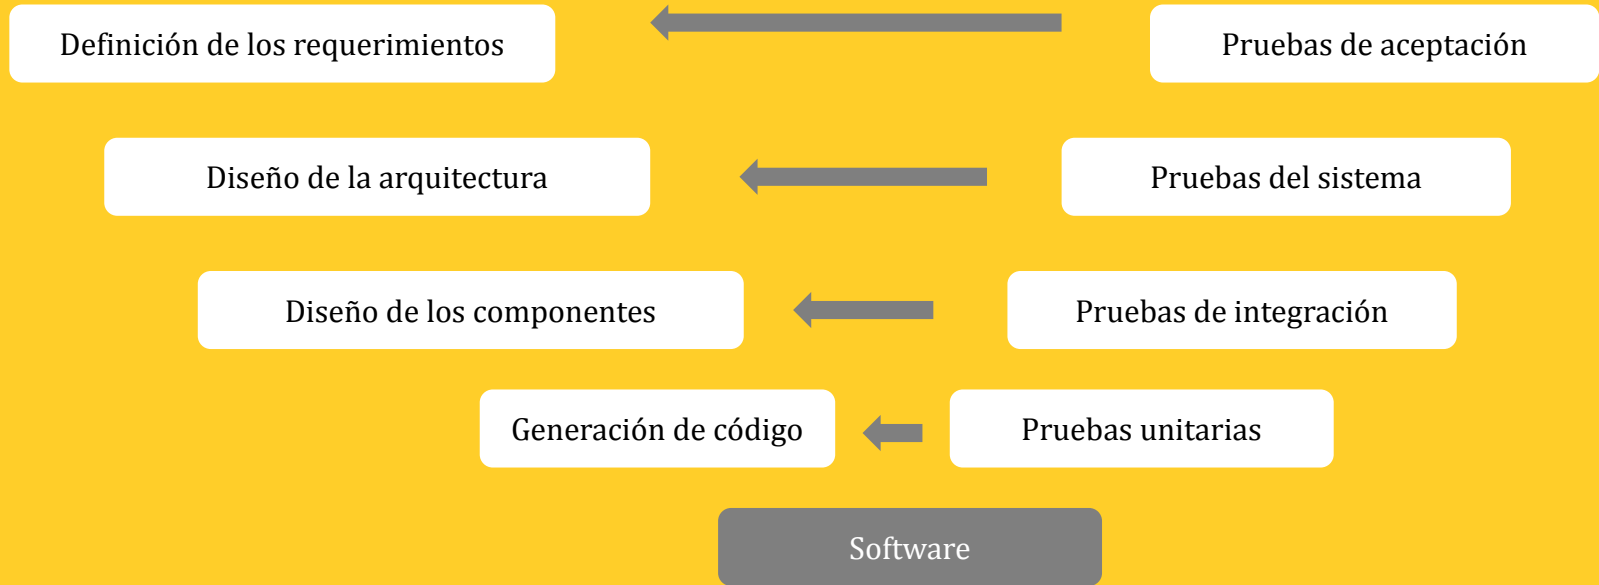 Definición de los requerimientos
Pruebas de aceptación
Diseño de la arquitectura
Pruebas del sistema
Diseño de los componentes
Pruebas de integración
Generación de código
Pruebas unitarias
Software